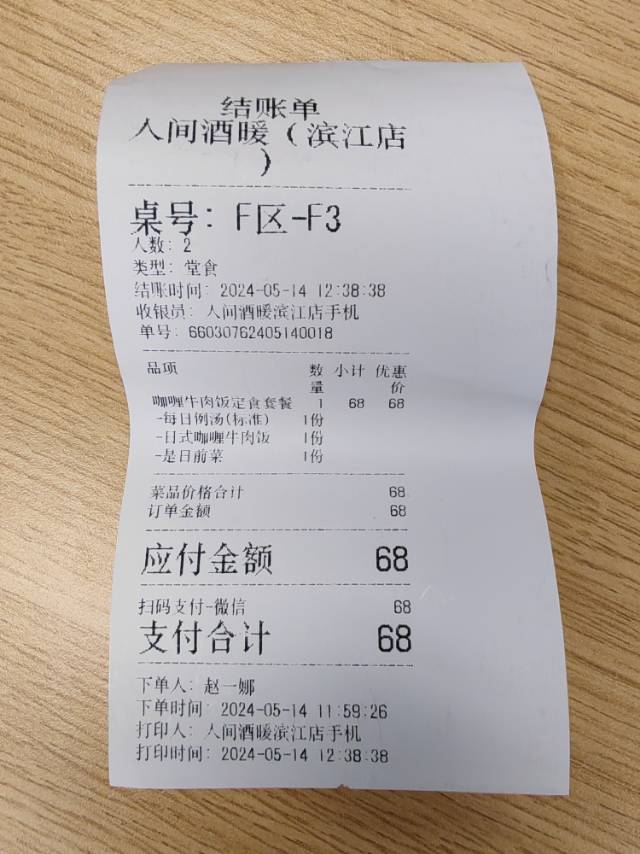 结账单
人间酒暖（滨江店
）
桌号: F区-F3
人数: 2
类型: 堂食
结账时间: 2024-05-14 12:38:38
收银员: 人间酒暖滨江店手机
单号: 66030762405140018
品项 数量 小计 优惠价
咖喱牛肉饭定食套餐 1 68 68
-每日例汤(标准) 1份
-日式咖喱牛肉饭 1份
-是日前菜 1份
菜品价格合计 68
订单金额 68
应付金额 68
扫码支付-微信 68
支付合计 68
下单人: 赵一娜
下单时间: 2024-05-14 11:59:26
打印人: 人间酒暖滨江店手机
打印时间: 2024-05-14 12:38:38